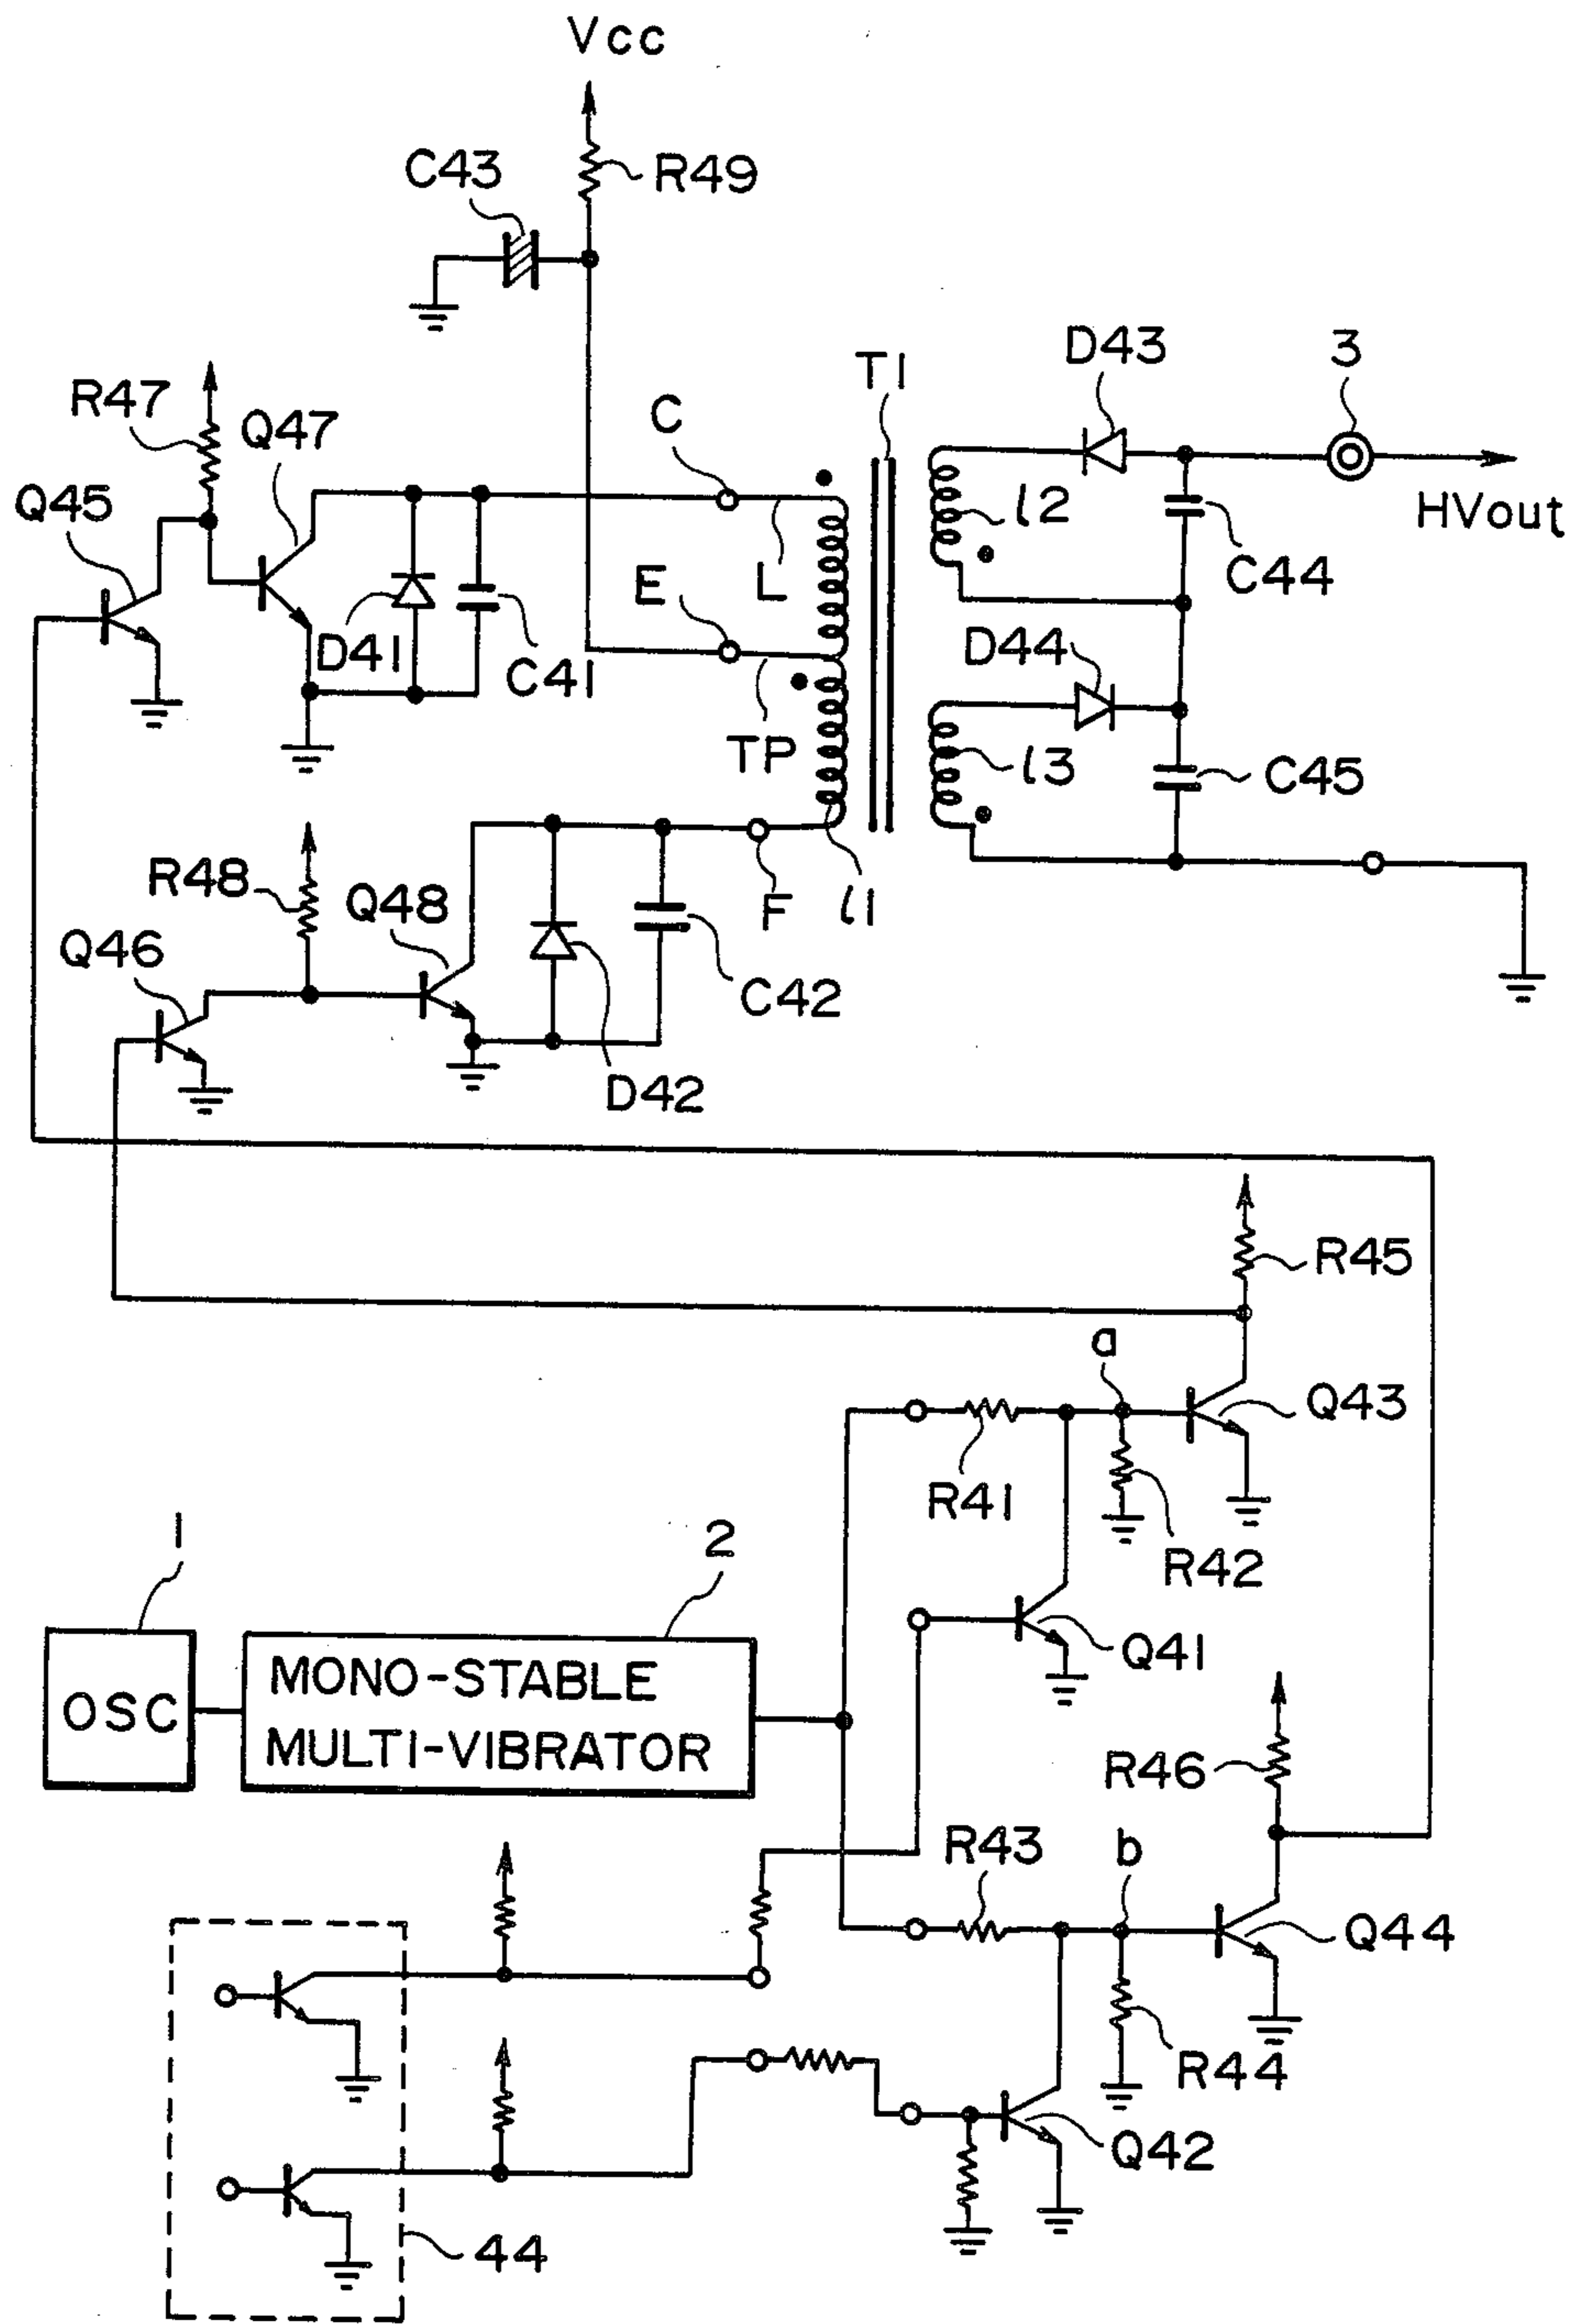 Vcc
C43
R49
R47
Q47
Q45
C
T1
D43
3
l2
HVout
C44
E
L
D41
C41
D44
TP
l3
C45
R48
Q48
F
l1
Q46
C42
D42
R45
a
Q43
R41
R42
1
2
Q41
OSC
MONO-STABLE
MULTI-VIBRATOR
R46
R43
b
Q44
R44
Q42
44